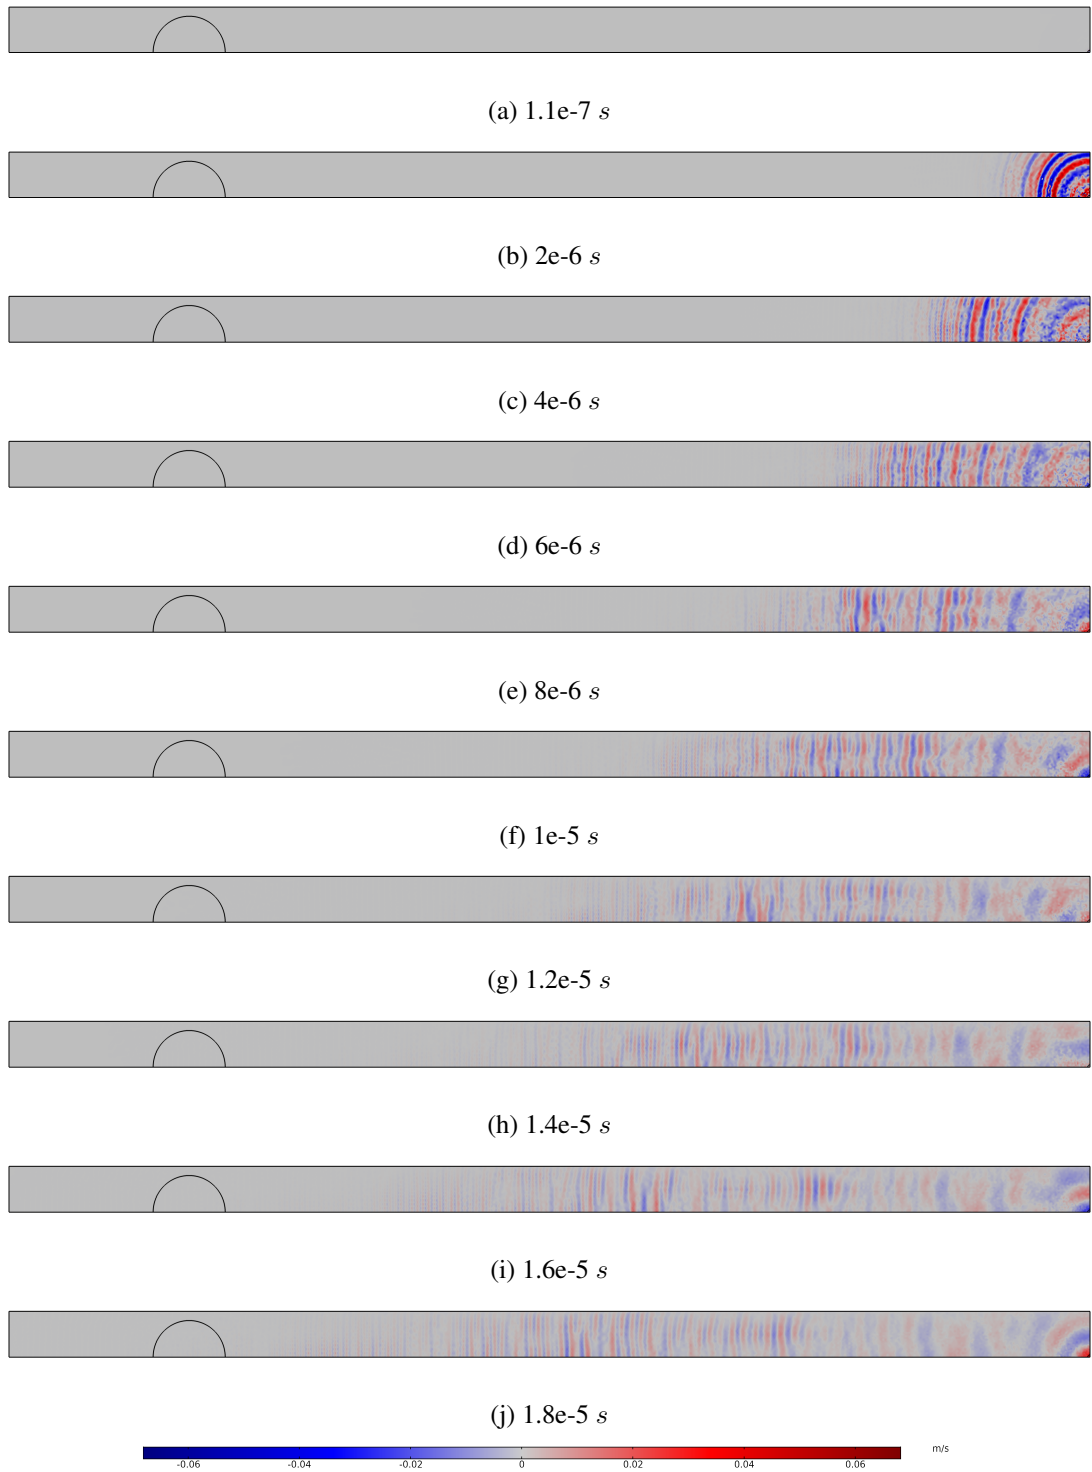 (a) 1.1e-7 s
(b) 2e-6 s
(c) 4e-6 s
(d) 6e-6 s
(e) 8e-6 s
(f) 1e-5 s
(g) 1.2e-5 s
(h) 1.4e-5 s
(i) 1.6e-5 s
(j) 1.8e-5 s
m/s
-0.06 -0.04 -0.02 0 0.02 0.04 0.06